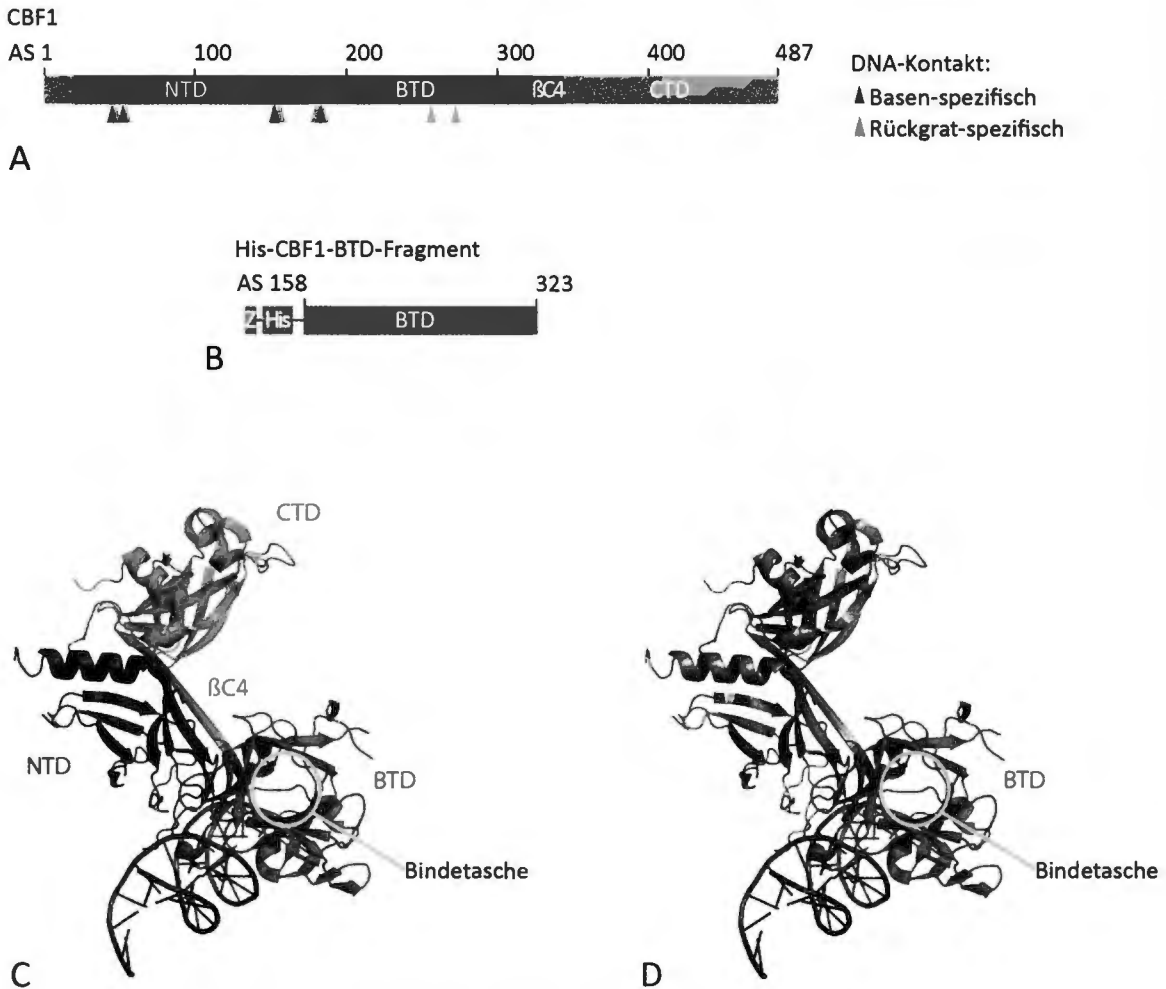 CBF1
AS 1 100 200 300 400 487
NTD BTD ßC4 CTD
DNA-Kontakt:
Basen-spezifisch
Rückgrat-spezifisch
A
His-CBF1-BTD-Fragment
AS 158 323
Z His BTD
B
CTD
ßC4
NTD
BTD
Bindetasche
C
BTD
Bindetasche
D